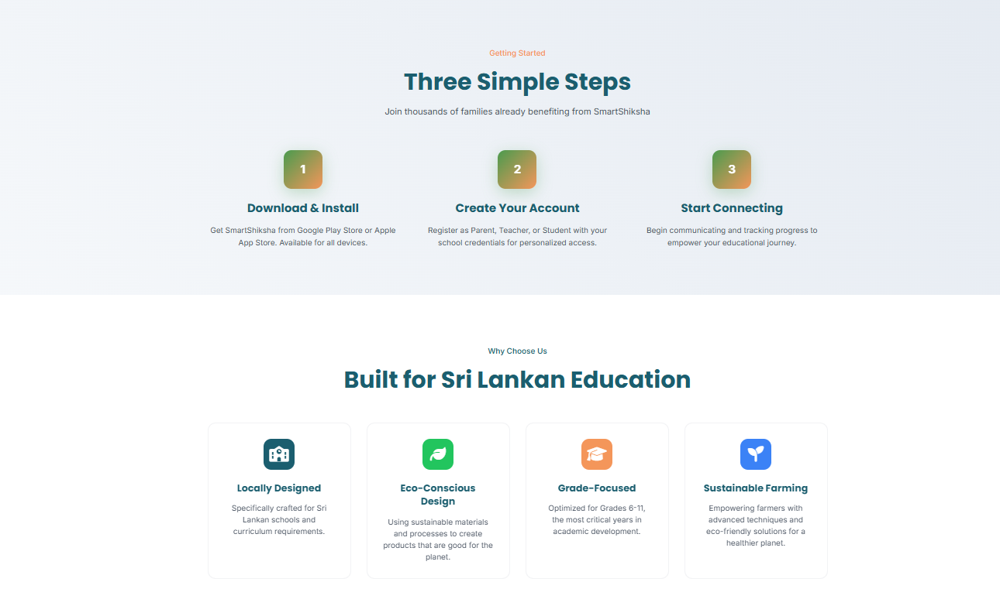 Getting Started
Three Simple Steps
Join thousands of families already benefiting from SmartShiksha
1
Download & Install
Get SmartShiksha from Google Play Store or Apple
App Store. Available for all devices.
2
Create Your Account
Register as Parent, Teacher, or Student with your
school credentials for personalized access.
3
Start Connecting
Begin communicating and tracking progress to
empower your educational journey.
Why Choose Us
Built for Sri Lankan Education
Locally Designed
Specifically crafted for Sri
Lankan schools and
curriculum requirements.
Eco-Conscious
Design
Using sustainable materials
and processes to create
products that are good for the
planet.
Grade-Focused
Optimized for Grades 6-11,
the most critical years in
academic development.
Sustainable Farming
Empowering farmers with
advanced techniques and
eco-friendly solutions for a
healthier planet.